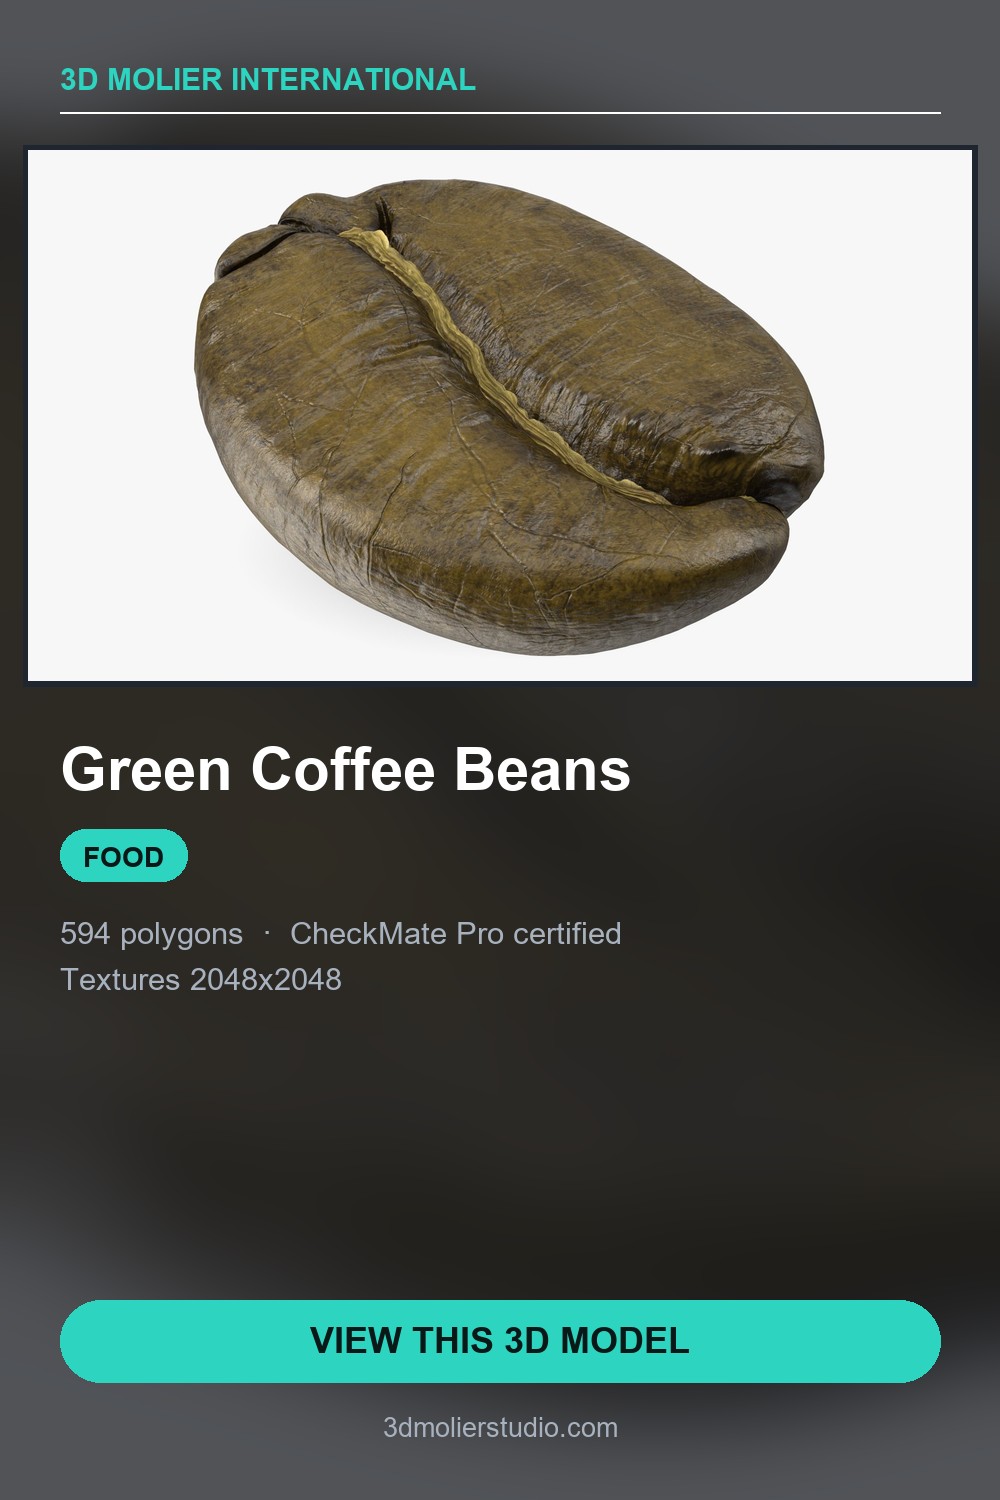 3D MOLIER INTERNATIONAL
Green Coffee Beans
FOOD
594 polygons · CheckMate Pro certified
Textures 2048x2048
VIEW THIS 3D MODEL
3dmolierstudio.com